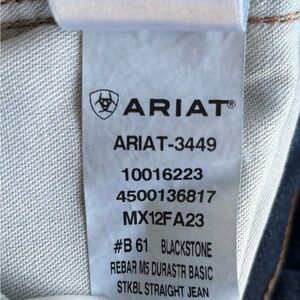 ARIAT®
ARIAT-3449
10016223
4500136817
MX12FA23
#B 61 BLACKSTONE
REBAR M5 DURASTR BASIC
STKBL STRAIGHT JEAN